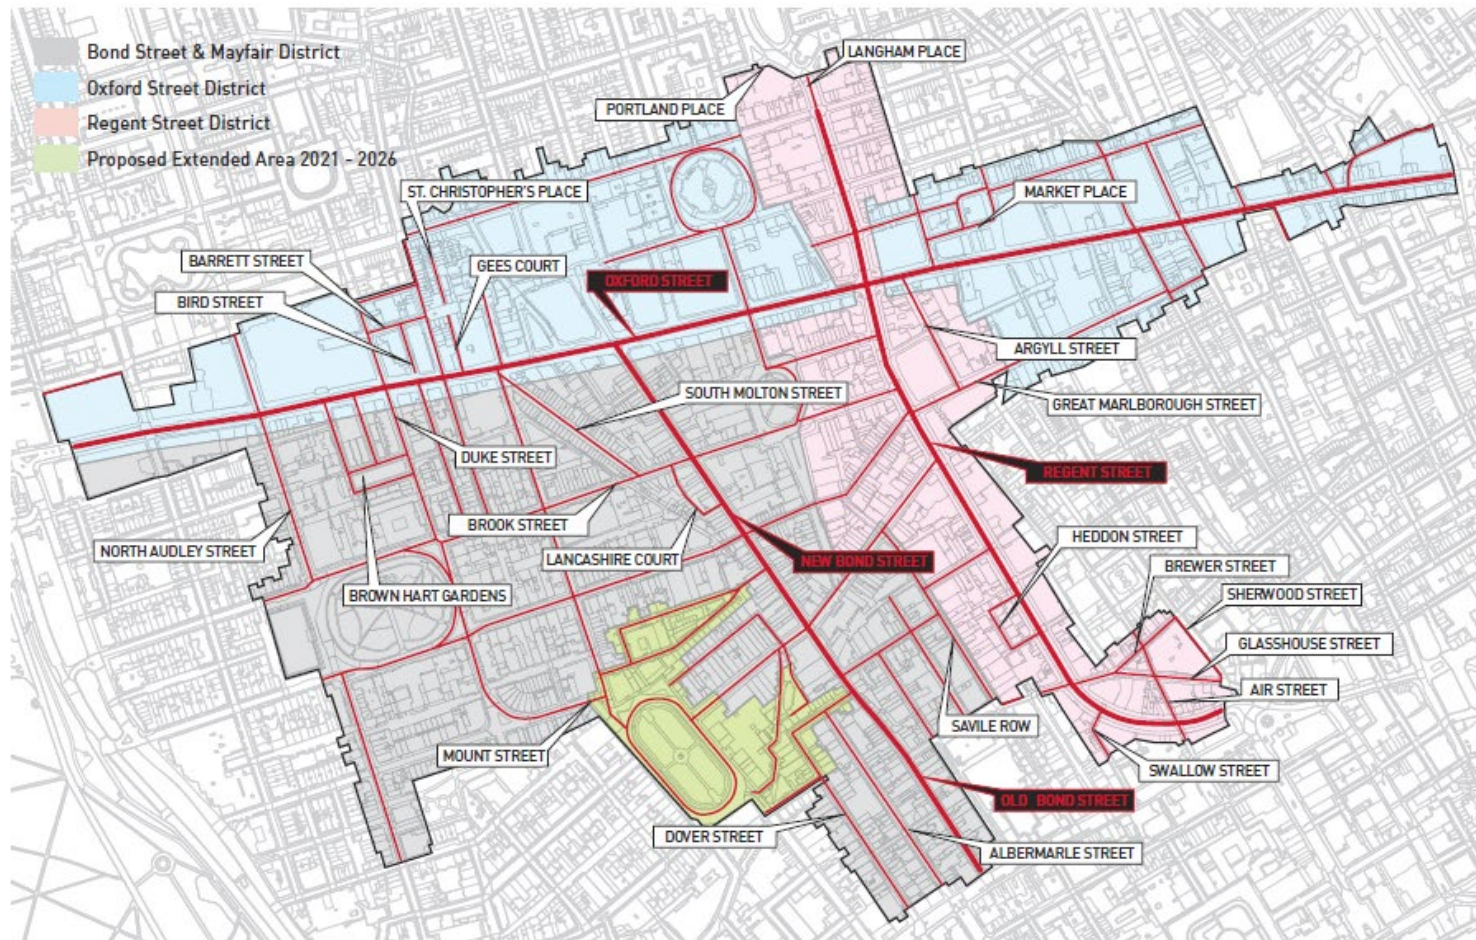 Bond Street & Mayfair District
Oxford Street District
Regent Street District
Proposed Extended Area 2021 - 2026
LANGHAM PLACE
PORTLAND PLACE
ST. CHRISTOPHER'S PLACE
MARKET PLACE
BARRETT STREET
GEES COURT
OXFORD STREET
BIRD STREET
ARGYLL STREET
SOUTH MOLTON STREET
GREAT MARLBOROUGH STREET
DUKE STREET
REGENT STREET
BROOK STREET
HEDDON STREET
NORTH AUDLEY STREET
LANCASHIRE COURT
NEW BOND STREET
BREWER STREET
BROWN HART GARDENS
SHERWOOD STREET
GLASSHOUSE STREET
AIR STREET
SAVILE ROW
MOUNT STREET
SWALLOW STREET
OLD BOND STREET
DOVER STREET
ALBERMARLE STREET